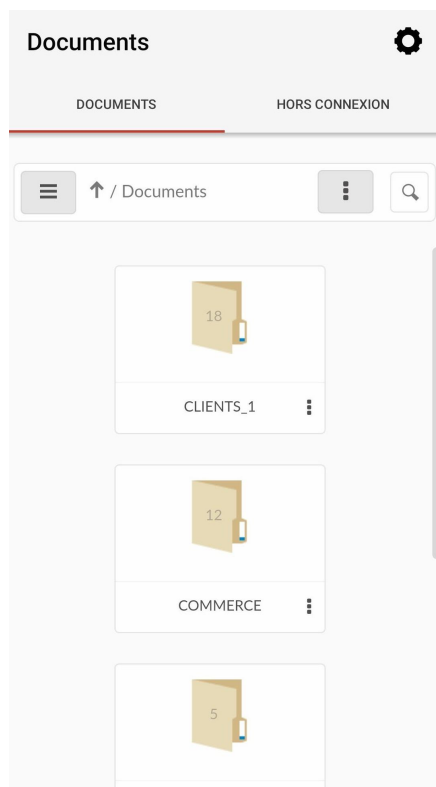 Documents
DOCUMENTS HORS CONNEXION
/ Documents
18
CLIENTS_1
12
COMMERCE
5